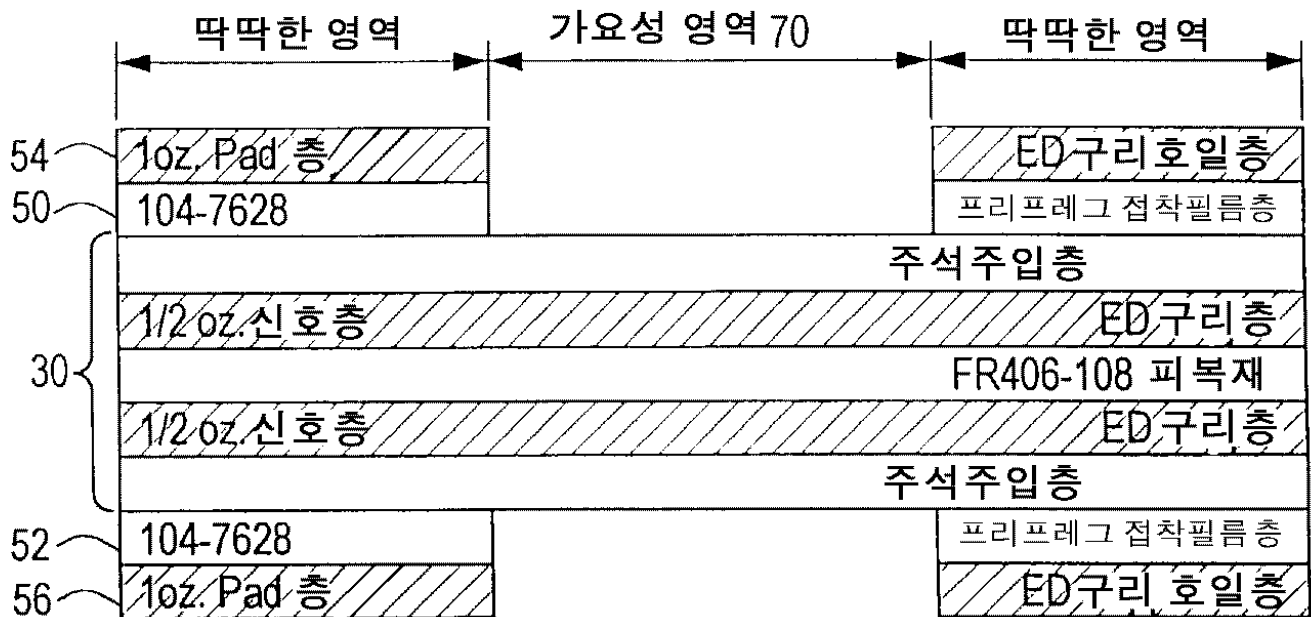 딱딱한 영역 가요성 영역 70 딱딱한 영역
54 1oz. Pad 층 ED 구리호일층
50 104-7628 프리프레그 접착필름층
주석주입층
1/2 oz. 신호층 ED 구리층
30 FR406-108 피복재
1/2 oz. 신호층 ED 구리층
주석주입층
52 104-7628 프리프레그 접착필름층
56 1oz. Pad 층 ED 구리 호일층